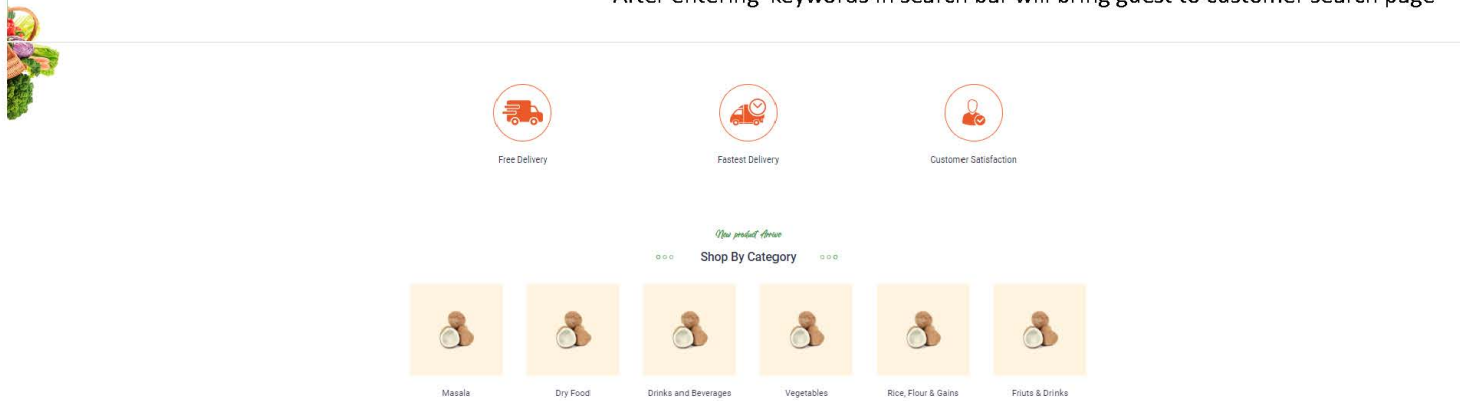 After entering keywords in search bar will bring guest to customer search page
Free Delivery
Fastest Delivery
Customer Satisfaction
New product Arrive
Shop By Category
Masala
Dry Food
Drinks and Beverages
Vegetables
Rice, Flour & Gains
Friuts & Drinks